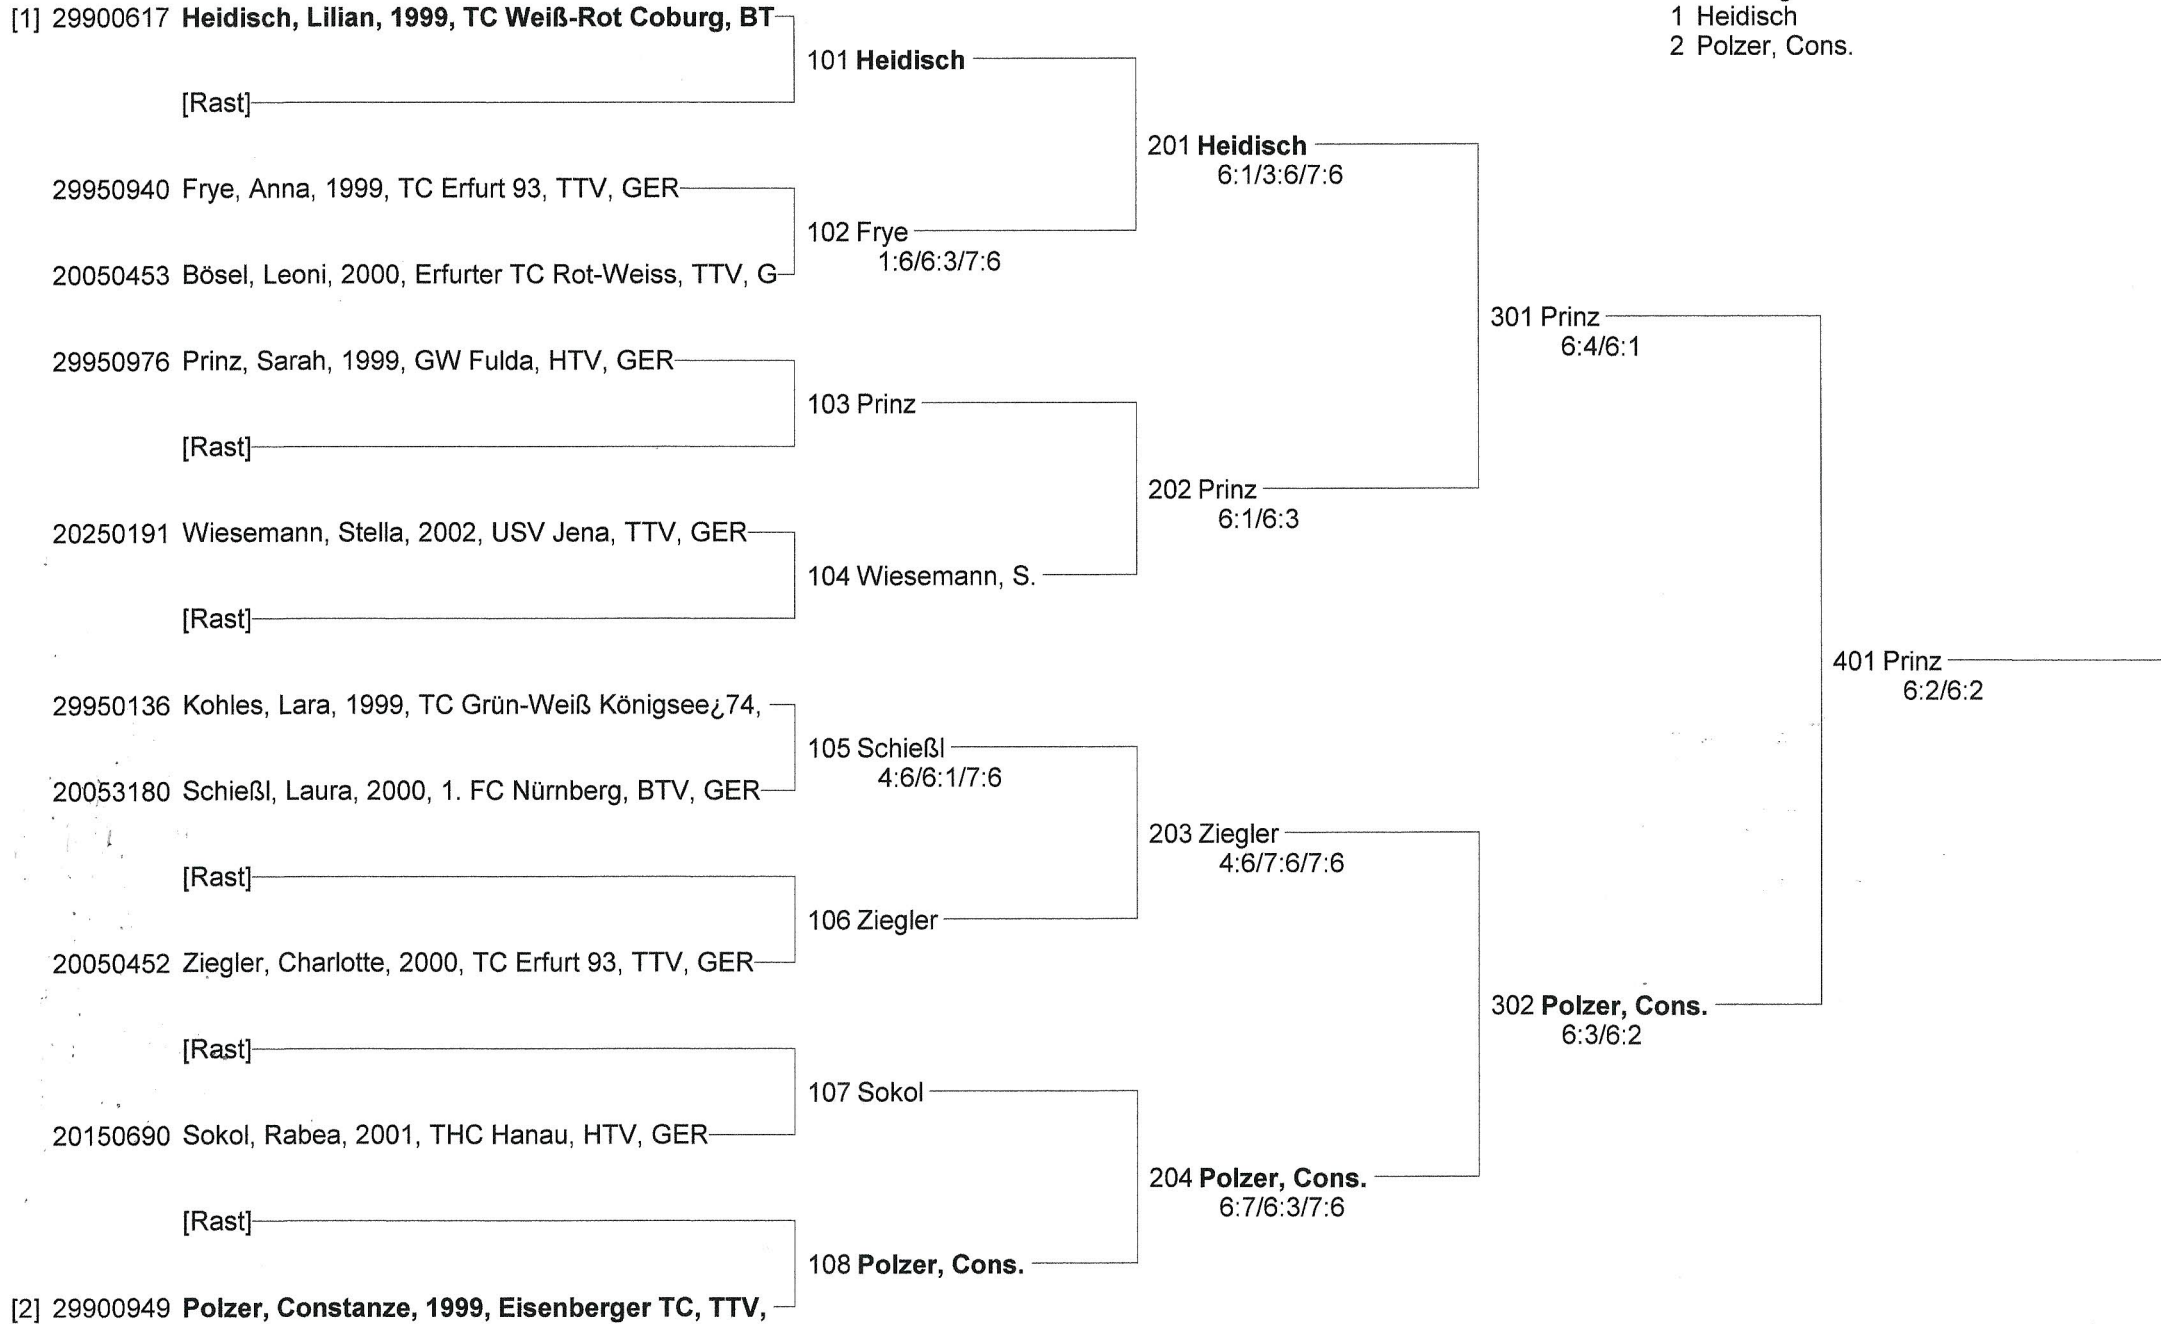 [1] 29900617 Heidisch, Lilian, 1999, TC Weiß-Rot Coburg, BT
1 Heidisch
2 Polzer, Cons.
101 Heidisch
[Rast]
201 Heidisch
6:1/3:6/7:6
29950940 Frye, Anna, 1999, TC Erfurt 93, TTV, GER
102 Frye
1:6/6:3/7:6
20050453 Bösel, Leoni, 2000, Erfurter TC Rot-Weiss, TTV, G
301 Prinz
6:4/6:1
29950976 Prinz, Sarah, 1999, GW Fulda, HTV, GER
103 Prinz
[Rast]
202 Prinz
6:1/6:3
20250191 Wiesemann, Stella, 2002, USV Jena, TTV, GER
104 Wiesemann, S.
[Rast]
401 Prinz
6:2/6:2
29950136 Kohles, Lara, 1999, TC Grün-Weiß Königsee¿74,
105 Schießl
4:6/6:1/7:6
20053180 Schießl, Laura, 2000, 1. FC Nürnberg, BTV, GER
203 Ziegler
4:6/7:6/7:6
[Rast]
106 Ziegler
20050452 Ziegler, Charlotte, 2000, TC Erfurt 93, TTV, GER
302 Polzer, Cons.
6:3/6:2
[Rast]
107 Sokol
20150690 Sokol, Rabea, 2001, THC Hanau, HTV, GER
204 Polzer, Cons.
6:7/6:3/7:6
[Rast]
108 Polzer, Cons.
[2] 29900949 Polzer, Constanze, 1999, Eisenberger TC, TTV,